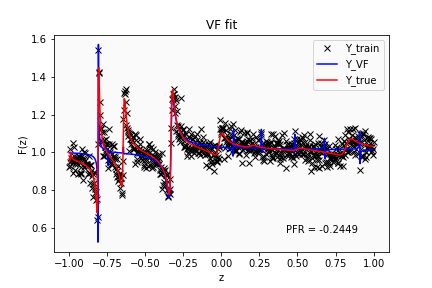 VF fit
Y_train
Y_VF
Y_true
1.6
1.4
1.2
1.0
0.8
0.6
F(z)
PFR = -0.2449
−1.00 −0.75 −0.50 −0.25 0.00 0.25 0.50 0.75 1.00
z